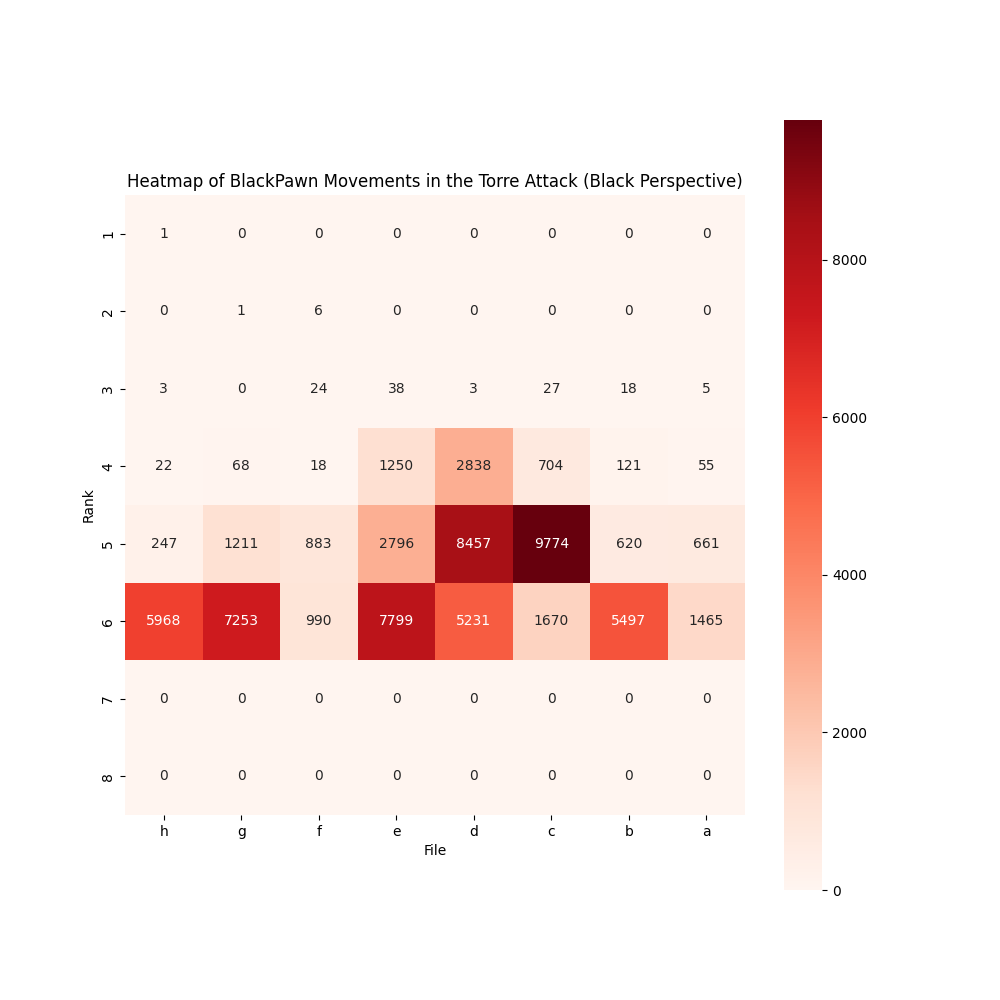 Heatmap of BlackPawn Movements in the Torre Attack (Black Perspective)
1 1 0 0 0 0 0 0 0
2 0 1 6 0 0 0 0 0
3 3 0 24 38 3 27 18 5
4 22 68 18 1250 2838 704 121 55
5 247 1211 883 2796 8457 9774 620 661
6 5968 7253 990 7799 5231 1670 5497 1465
7 0 0 0 0 0 0 0 0
8 0 0 0 0 0 0 0 0
Rank
h g f e d c b a
File
8000
6000
4000
2000
0